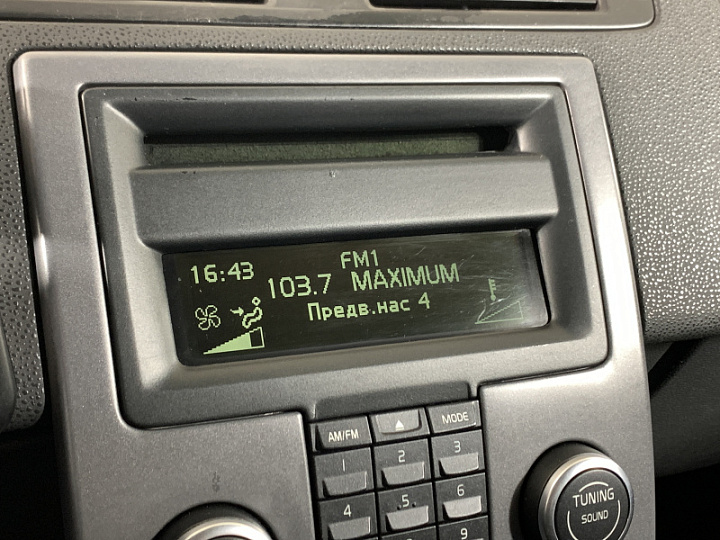 FM1
16:43
103.7 MAXIMUM
Предв.нас 4
AM/FM
MODE
1
2
3
4
5
6
9
TUNING
SOUND